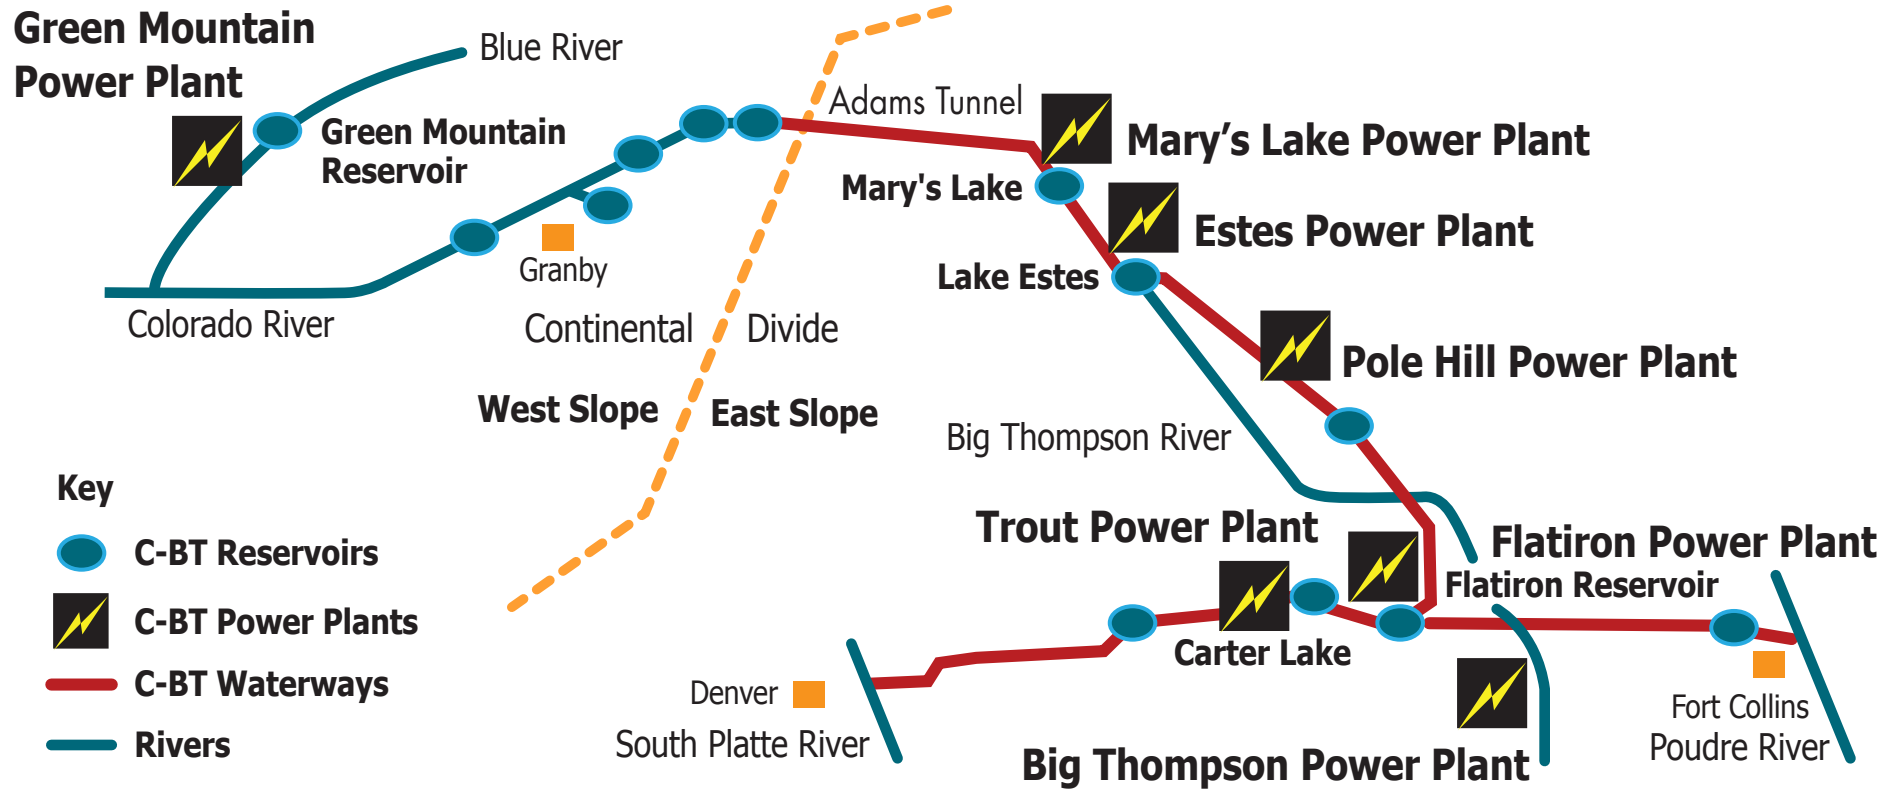 Green Mountain
Power Plant
Blue River
Green Mountain
Reservoir
Adams Tunnel
Mary’s Lake Power Plant
Mary's Lake
Estes Power Plant
Lake Estes
Granby
Colorado River
Continental Divide
Pole Hill Power Plant
West Slope
East Slope
Big Thompson River
Key
C-BT Reservoirs
C-BT Power Plants
C-BT Waterways
Rivers
Trout Power Plant
Flatiron Power Plant
Flatiron Reservoir
Carter Lake
Denver
South Platte River
Fort Collins
Poudre River
Big Thompson Power Plant